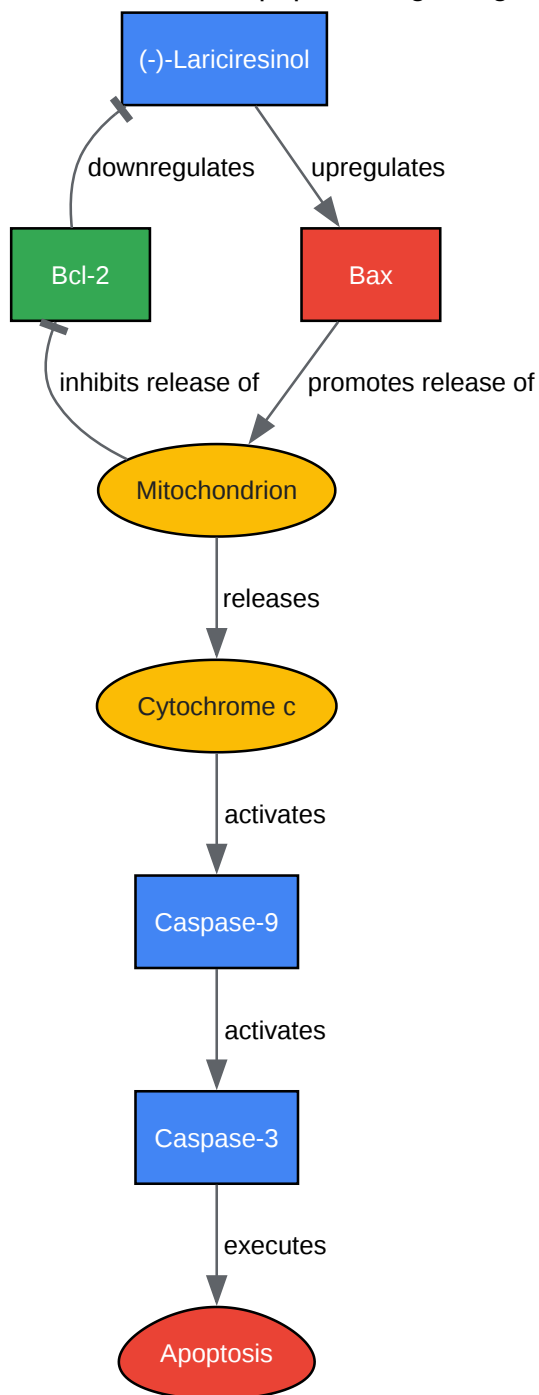 (-)-Lariciresinol
downregulates
upregulates
Bcl-2
Bax
inhibits release of
promotes release of
Mitochondrion
releases
Cytochrome c
activates
Caspase-9
activates
Caspase-3
executes
Apoptosis